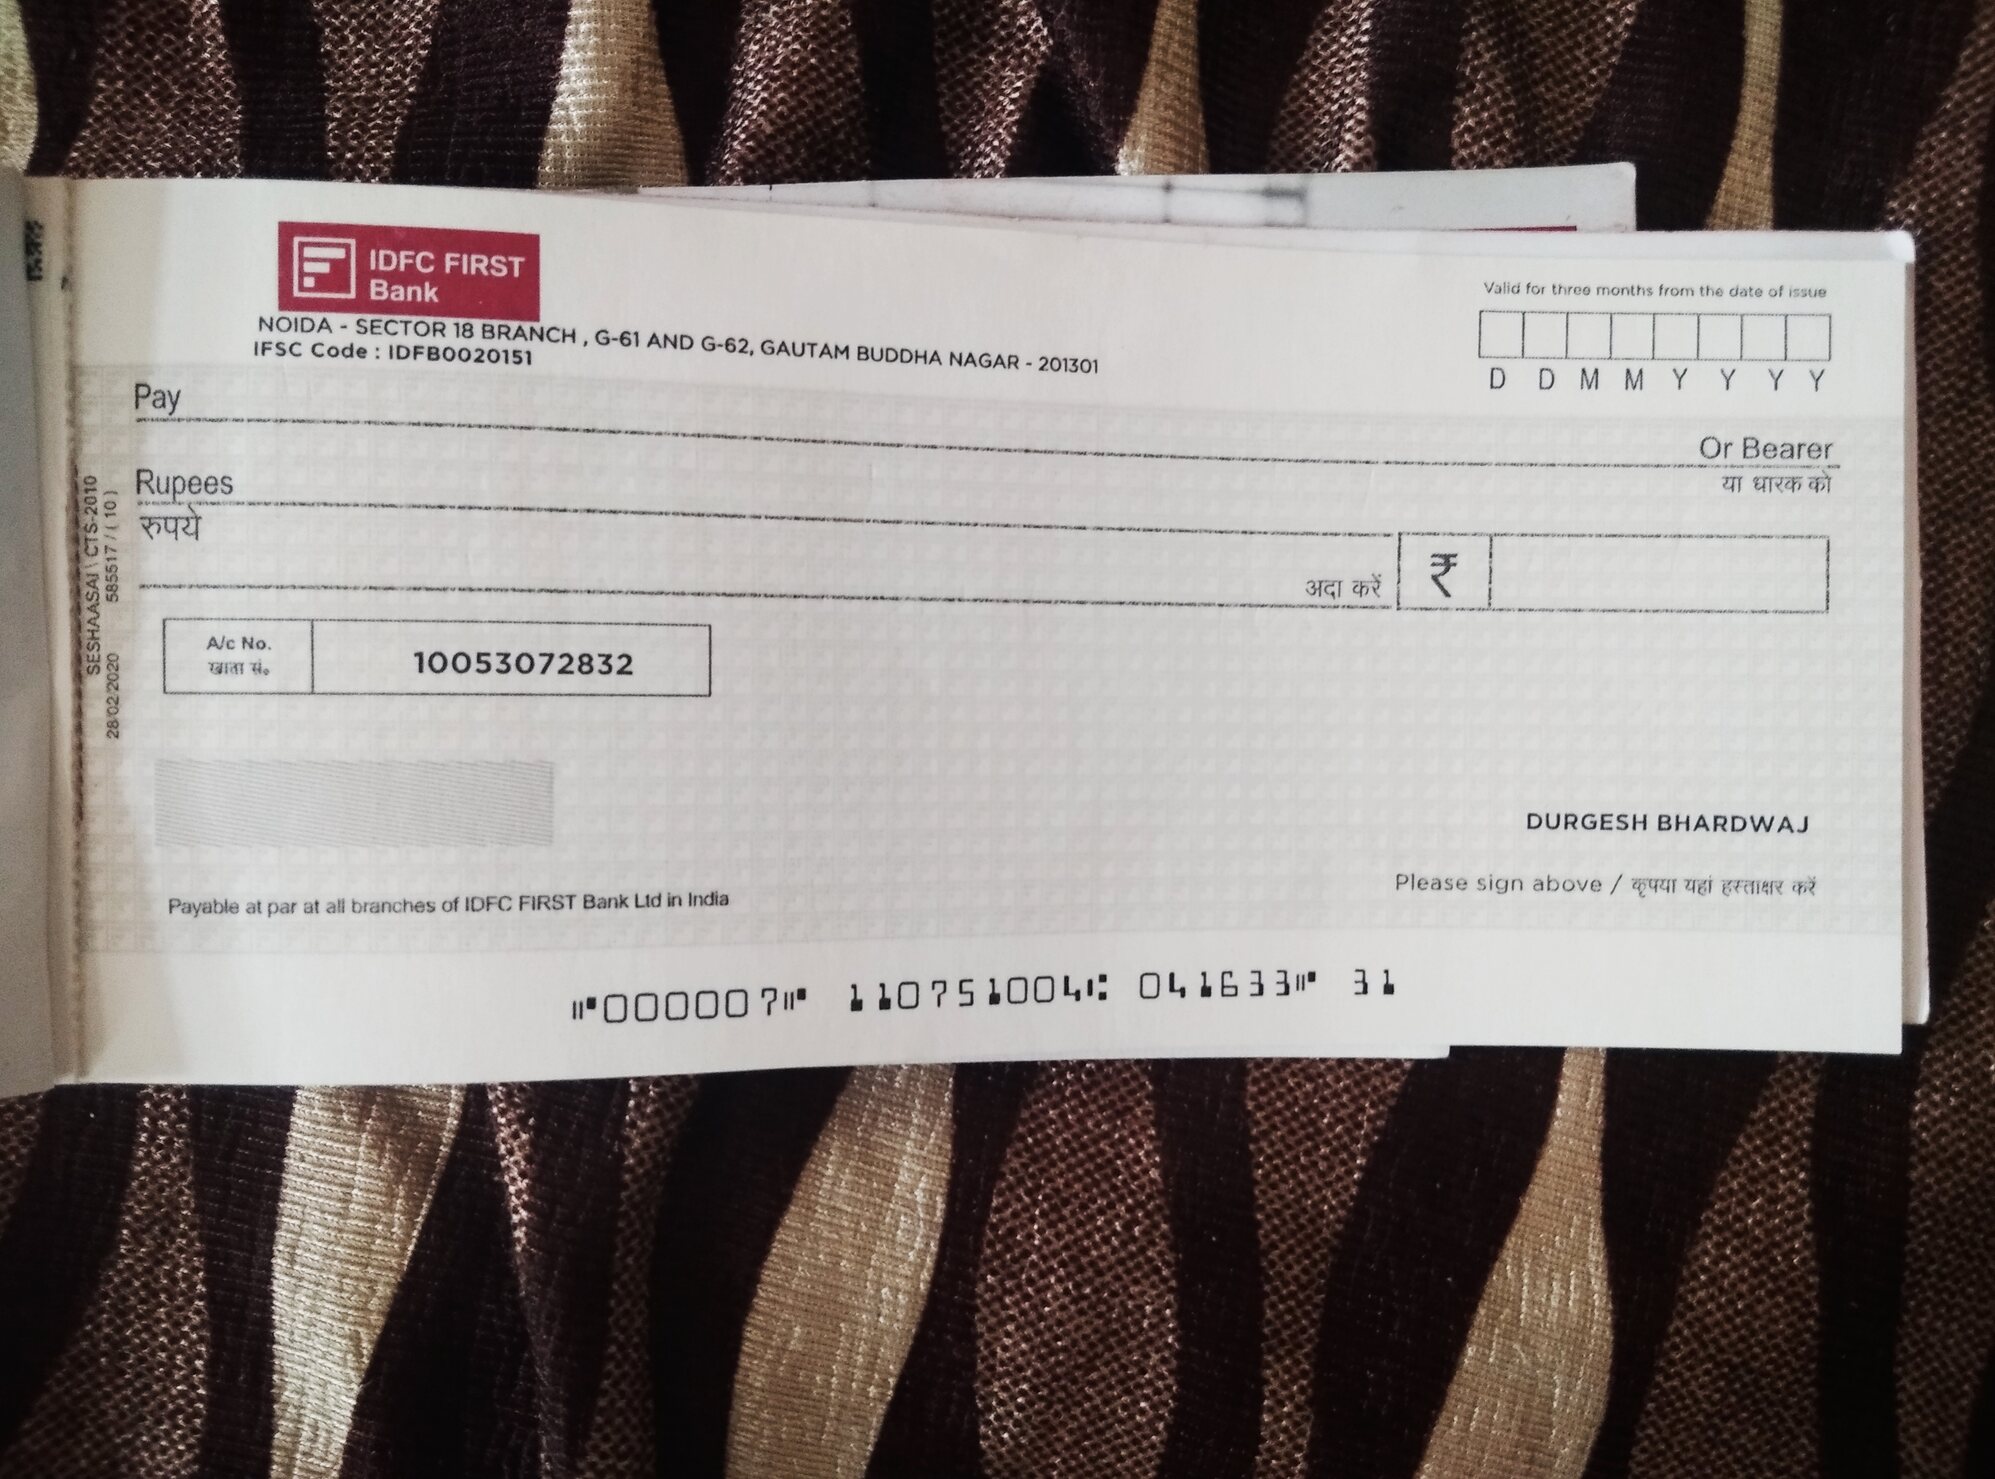 IDFC FIRST
Bank
NOIDA - SECTOR 18 BRANCH , G-61 AND G-62, GAUTAM BUDDHA NAGAR - 201301
IFSC Code : IDFB0020151
Valid for three months from the date of issue
D D M M Y Y Y Y
Pay
Or Bearer
या धारक को
Rupees
रुपये
अदा करें ₹
A/c No.
खाता सं॰
10053072832
SESHAASAI \ CTS-2010
28/02/2020 585517 / ( 10 )
DURGESH BHARDWAJ
Please sign above / कृपया यहां हस्ताक्षर करें
Payable at par at all branches of IDFC FIRST Bank Ltd in India
⑈000007⑈ 110751004⑆ 041633⑈ 31